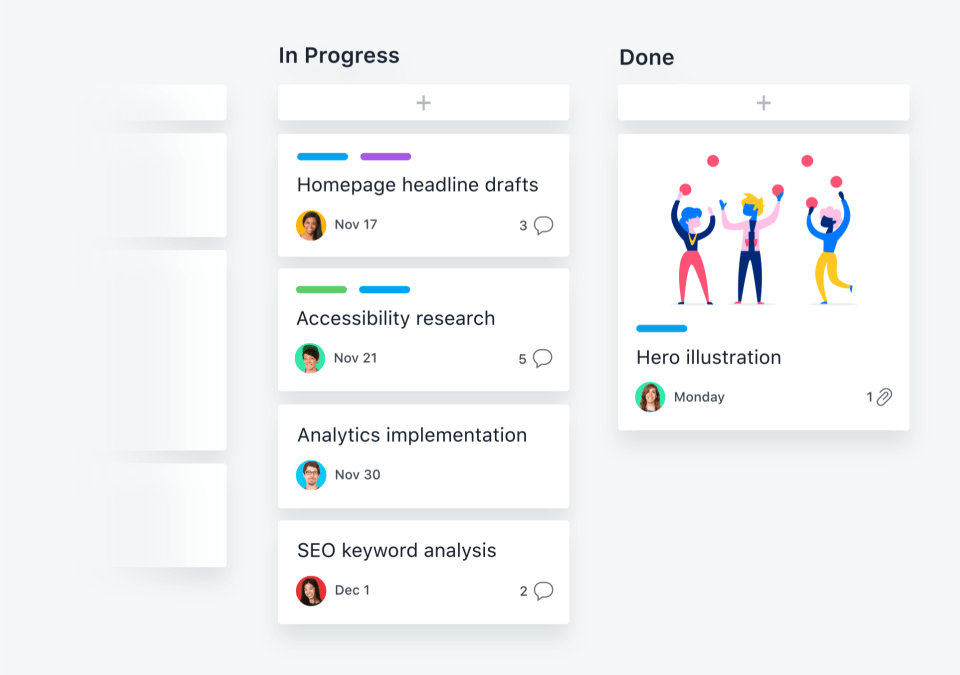 In Progress
+
Homepage headline drafts
Nov 17
3
Accessibility research
Nov 21
5
Analytics implementation
Nov 30
SEO keyword analysis
Dec 1
2
Done
+
Hero illustration
Monday
1